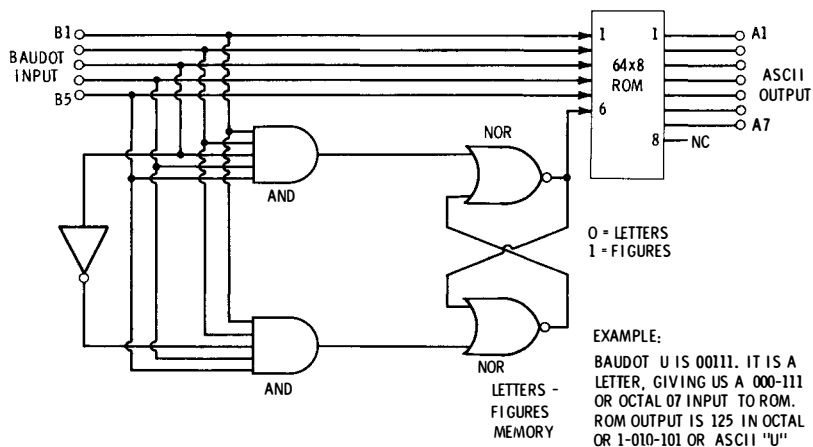 B1
BAUDOT
INPUT
B5
1
6
64x8
ROM
1
8
A1
ASCII
OUTPUT
A7
NC
AND
NOR
0 = LETTERS
1 = FIGURES
AND
NOR
LETTERS -
FIGURES
MEMORY
EXAMPLE:
BAUDOT U IS 00111. IT IS A
LETTER, GIVING US A 000-111
OR OCTAL 07 INPUT TO ROM.
ROM OUTPUT IS 125 IN OCTAL
OR 1-010-101 OR ASCII "U"